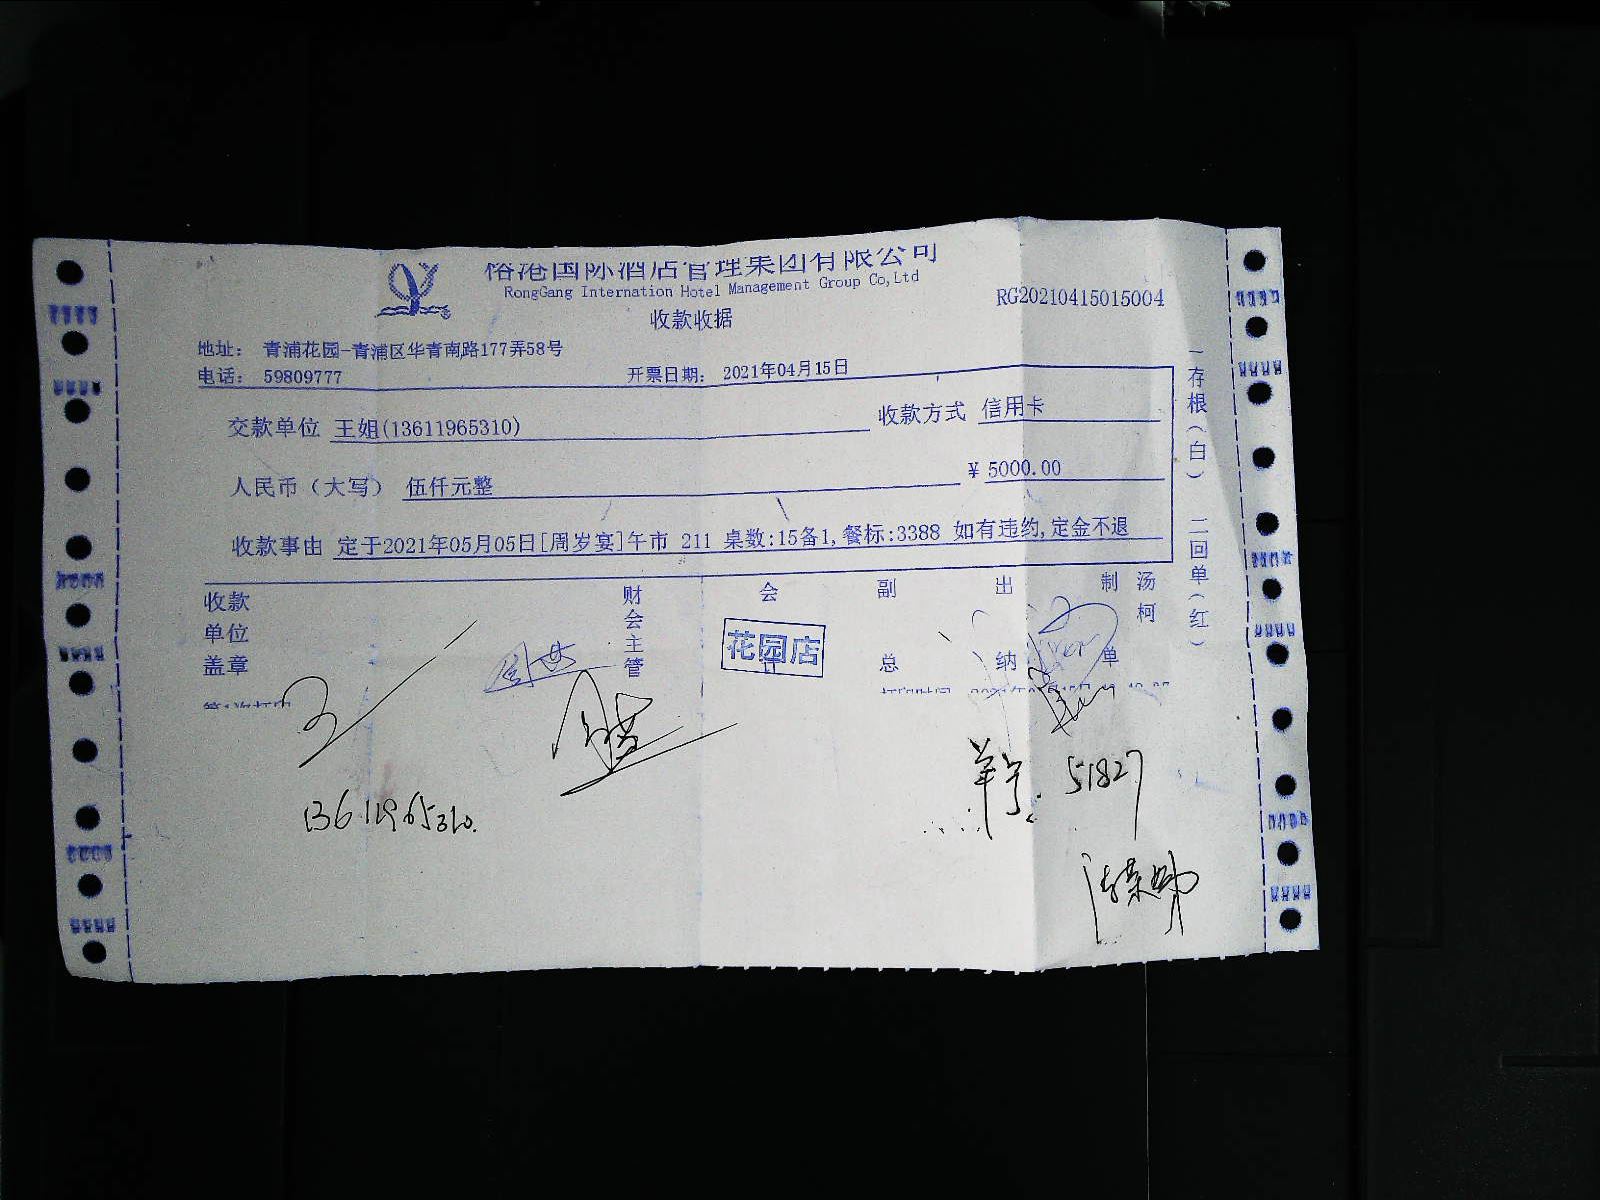 榕港国际酒店管理集团有限公司
RongGang Internation Hotel Management Group Co,Ltd
RG20210415015004
收款收据
地址： 青浦花园-青浦区华青南路177弄58号
电话： 59809777 开票日期： 2021年04月15日
交款单位 王姐(13611965310) 收款方式 信用卡
人民币（大写） 伍仟元整 ¥ 5000.00
收款事由 定于2021年05月05日[周岁宴]午市 211 桌数:15备1,餐标:3388 如有违约,定金不退
收款单位盖章 财会主管 会计 副总 出纳 制单 汤柯
花园店
一存根（白） 二回单（红）
13611965310.
51827